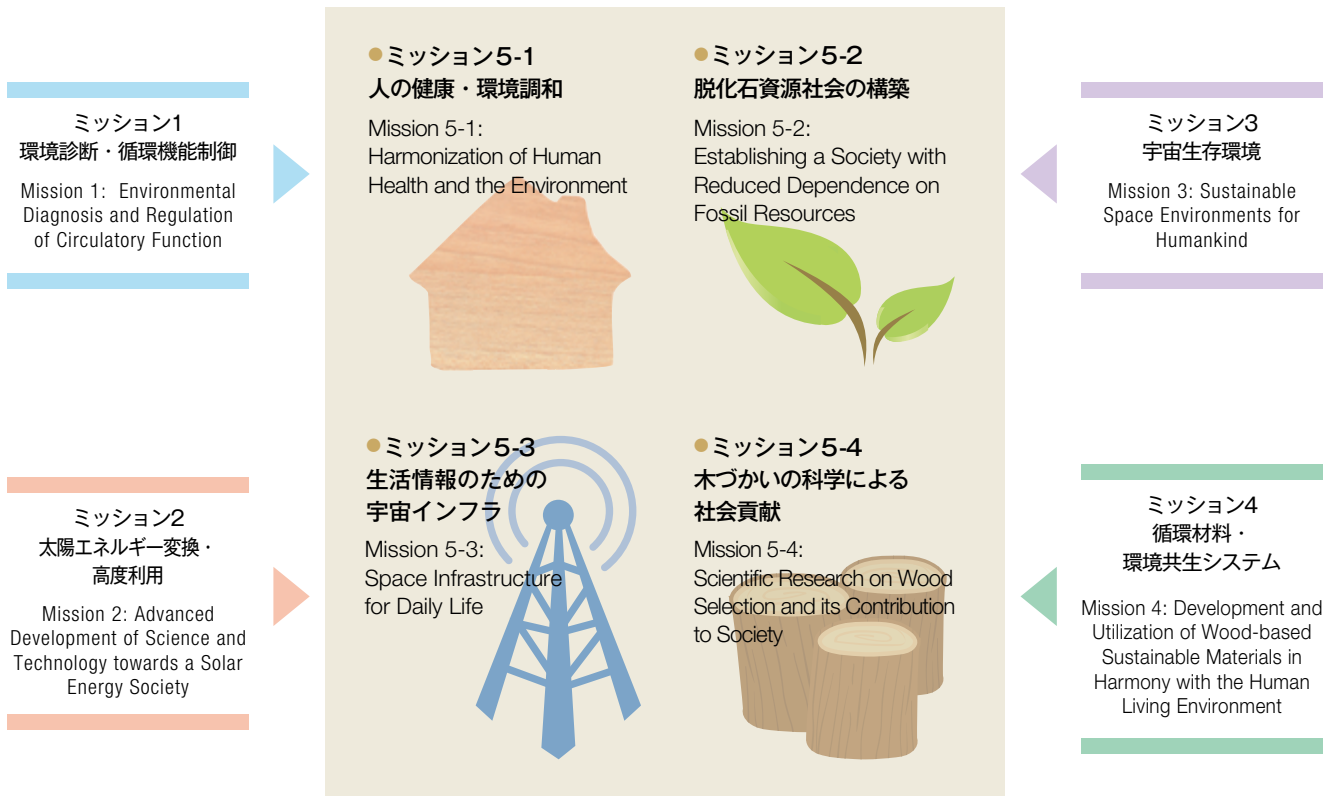 ミッション1
環境診断・循環機能制御
Mission 1: Environmental
Diagnosis and Regulation
of Circulatory Function
ミッション2
太陽エネルギー変換・
高度利用
Mission 2: Advanced
Development of Science and
Technology towards a Solar
Energy Society
●ミッション5-1
人の健康・環境調和
Mission 5-1:
Harmonization of Human
Health and the Environment
●ミッション5-2
脱化石資源社会の構築
Mission 5-2:
Establishing a Society with
Reduced Dependence on
Fossil Resources
●ミッション5-3
生活情報のための
宇宙インフラ
Mission 5-3:
Space Infrastructure
for Daily Life
●ミッション5-4
木づかいの科学による
社会貢献
Mission 5-4:
Scientific Research on Wood
Selection and its Contribution
to Society
ミッション3
宇宙生存環境
Mission 3: Sustainable
Space Environments for
Humankind
ミッション4
循環材料・
環境共生システム
Mission 4: Development and
Utilization of Wood-based
Sustainable Materials in
Harmony with the Human
Living Environment